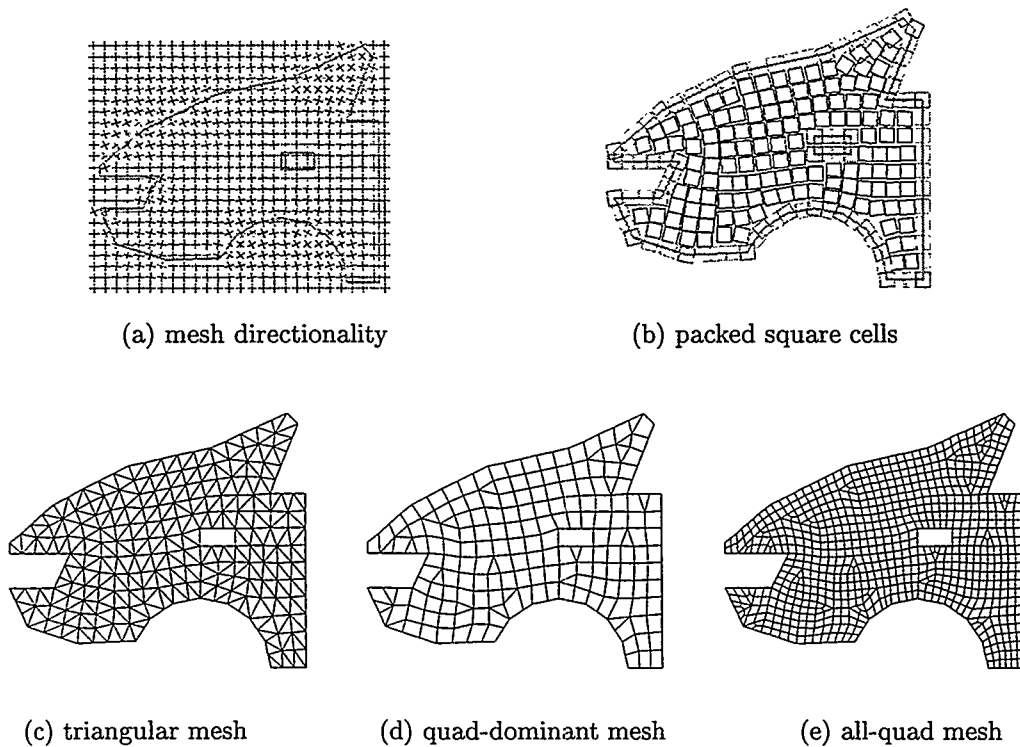 (a) mesh directionality
(b) packed square cells
(c) triangular mesh
(d) quad-dominant mesh
(e) all-quad mesh